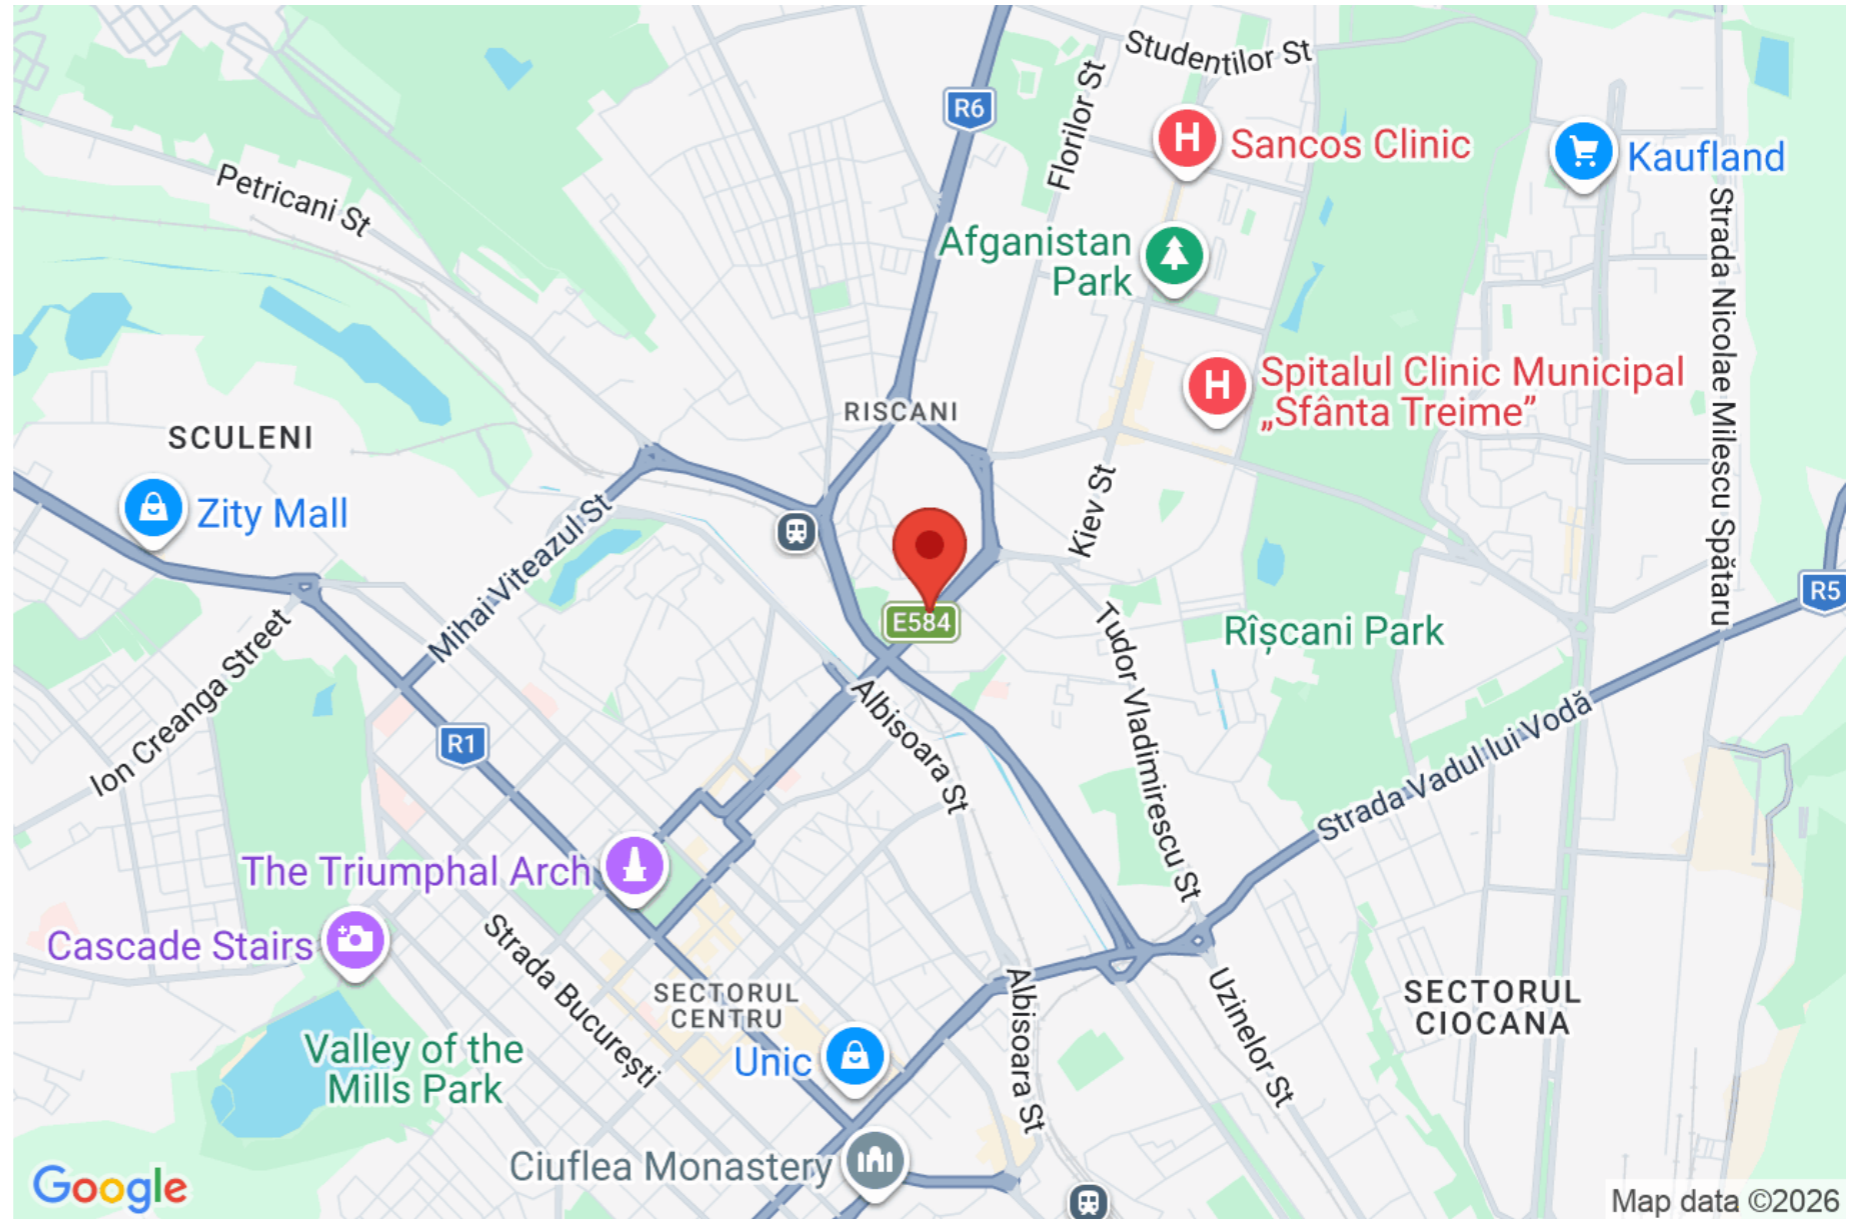 Studentilor St
R6
Florilor St
H
Sancos Clinic
Kaufland
Petricani St
Strada Nicolae Milescu Spătaru
Afganistan
Park
H
Spitalul Clinic Municipal
„Sfânta Treime”
RISCANI
SCULENI
Zity Mall
Mihai Viteazul St
Kiev St
R5
E584
Tudor Vladimirescu St
Rîșcani Park
Ion Creanga Street
Albisoara St
R1
Strada Vadul lui Vodă
The Triumphal Arch
Cascade Stairs
Strada București
SECTORUL
CENTRU
Albisoara St
Uzinelor St
SECTORUL
CIOCANA
Valley of the
Mills Park
Unic
Ciuflea Monastery
Google
Map data ©2026